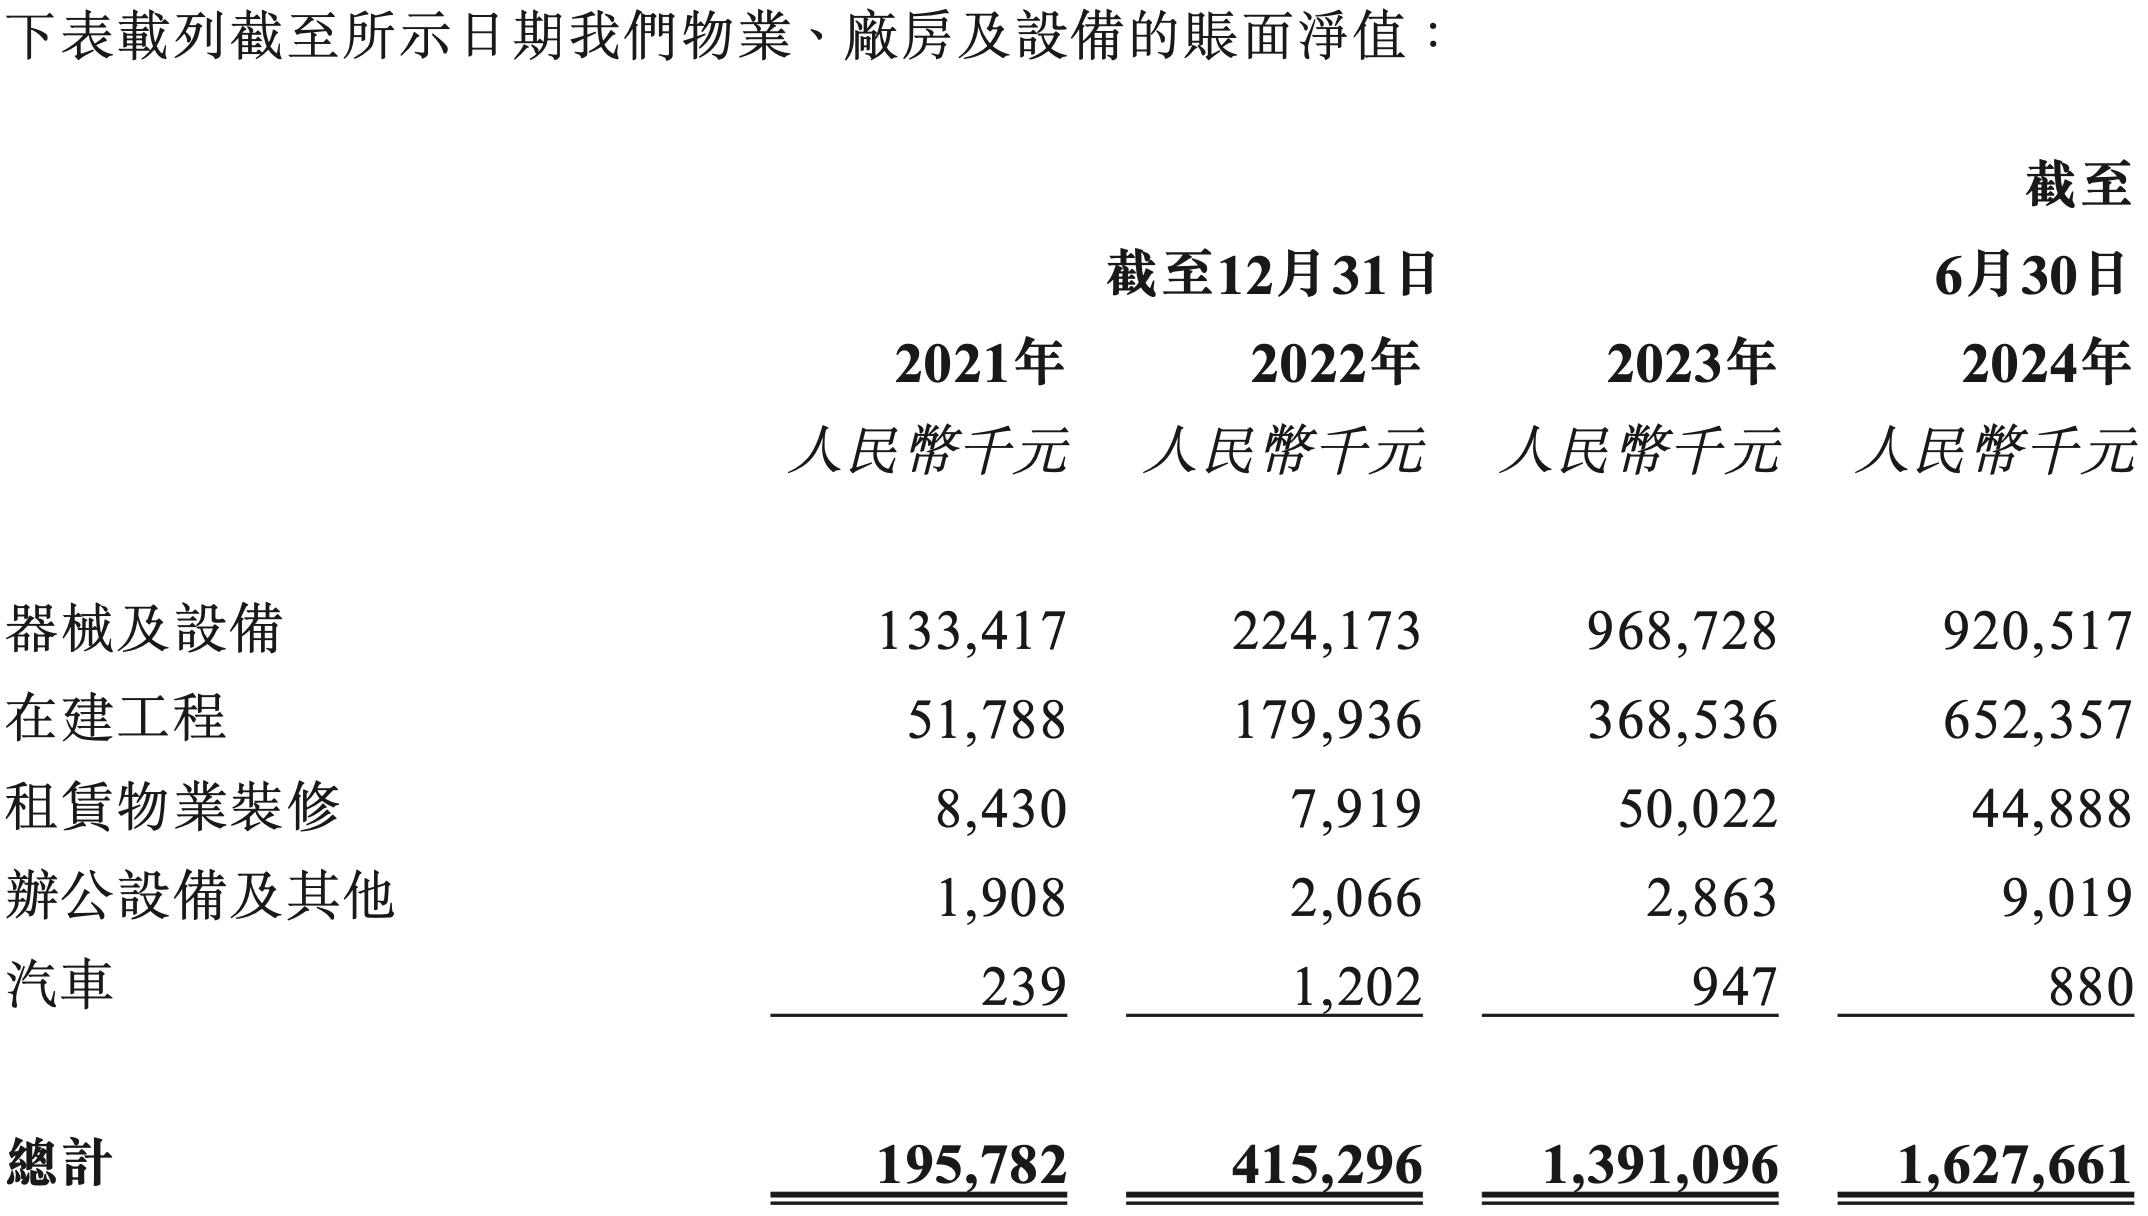 下表載列截至所示日期我們物業、廠房及設備的賬面淨值：
截至
截至12月31日 6月30日
2021年 2022年 2023年 2024年
人民幣千元 人民幣千元 人民幣千元 人民幣千元
器械及設備 133,417 224,173 968,728 920,517
在建工程 51,788 179,936 368,536 652,357
租賃物業裝修 8,430 7,919 50,022 44,888
辦公設備及其他 1,908 2,066 2,863 9,019
汽車 239 1,202 947 880
總計 195,782 415,296 1,391,096 1,627,661